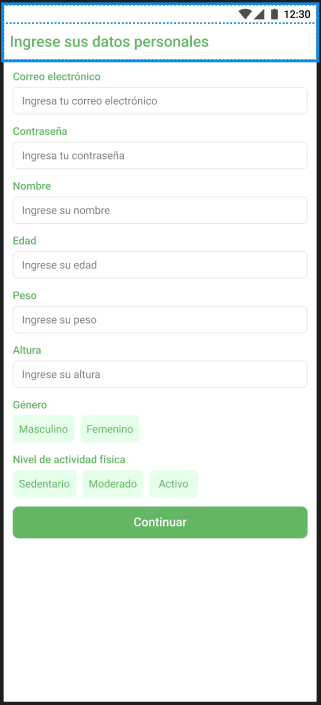 12:30
Ingrese sus datos personales
Correo electrónico
Ingresa tu correo electrónico
Contraseña
Ingresa tu contraseña
Nombre
Ingrese su nombre
Edad
Ingrese su edad
Peso
Ingrese su peso
Altura
Ingrese su altura
Género
Masculino Femenino
Nivel de actividad física
Sedentario Moderado Activo
Continuar